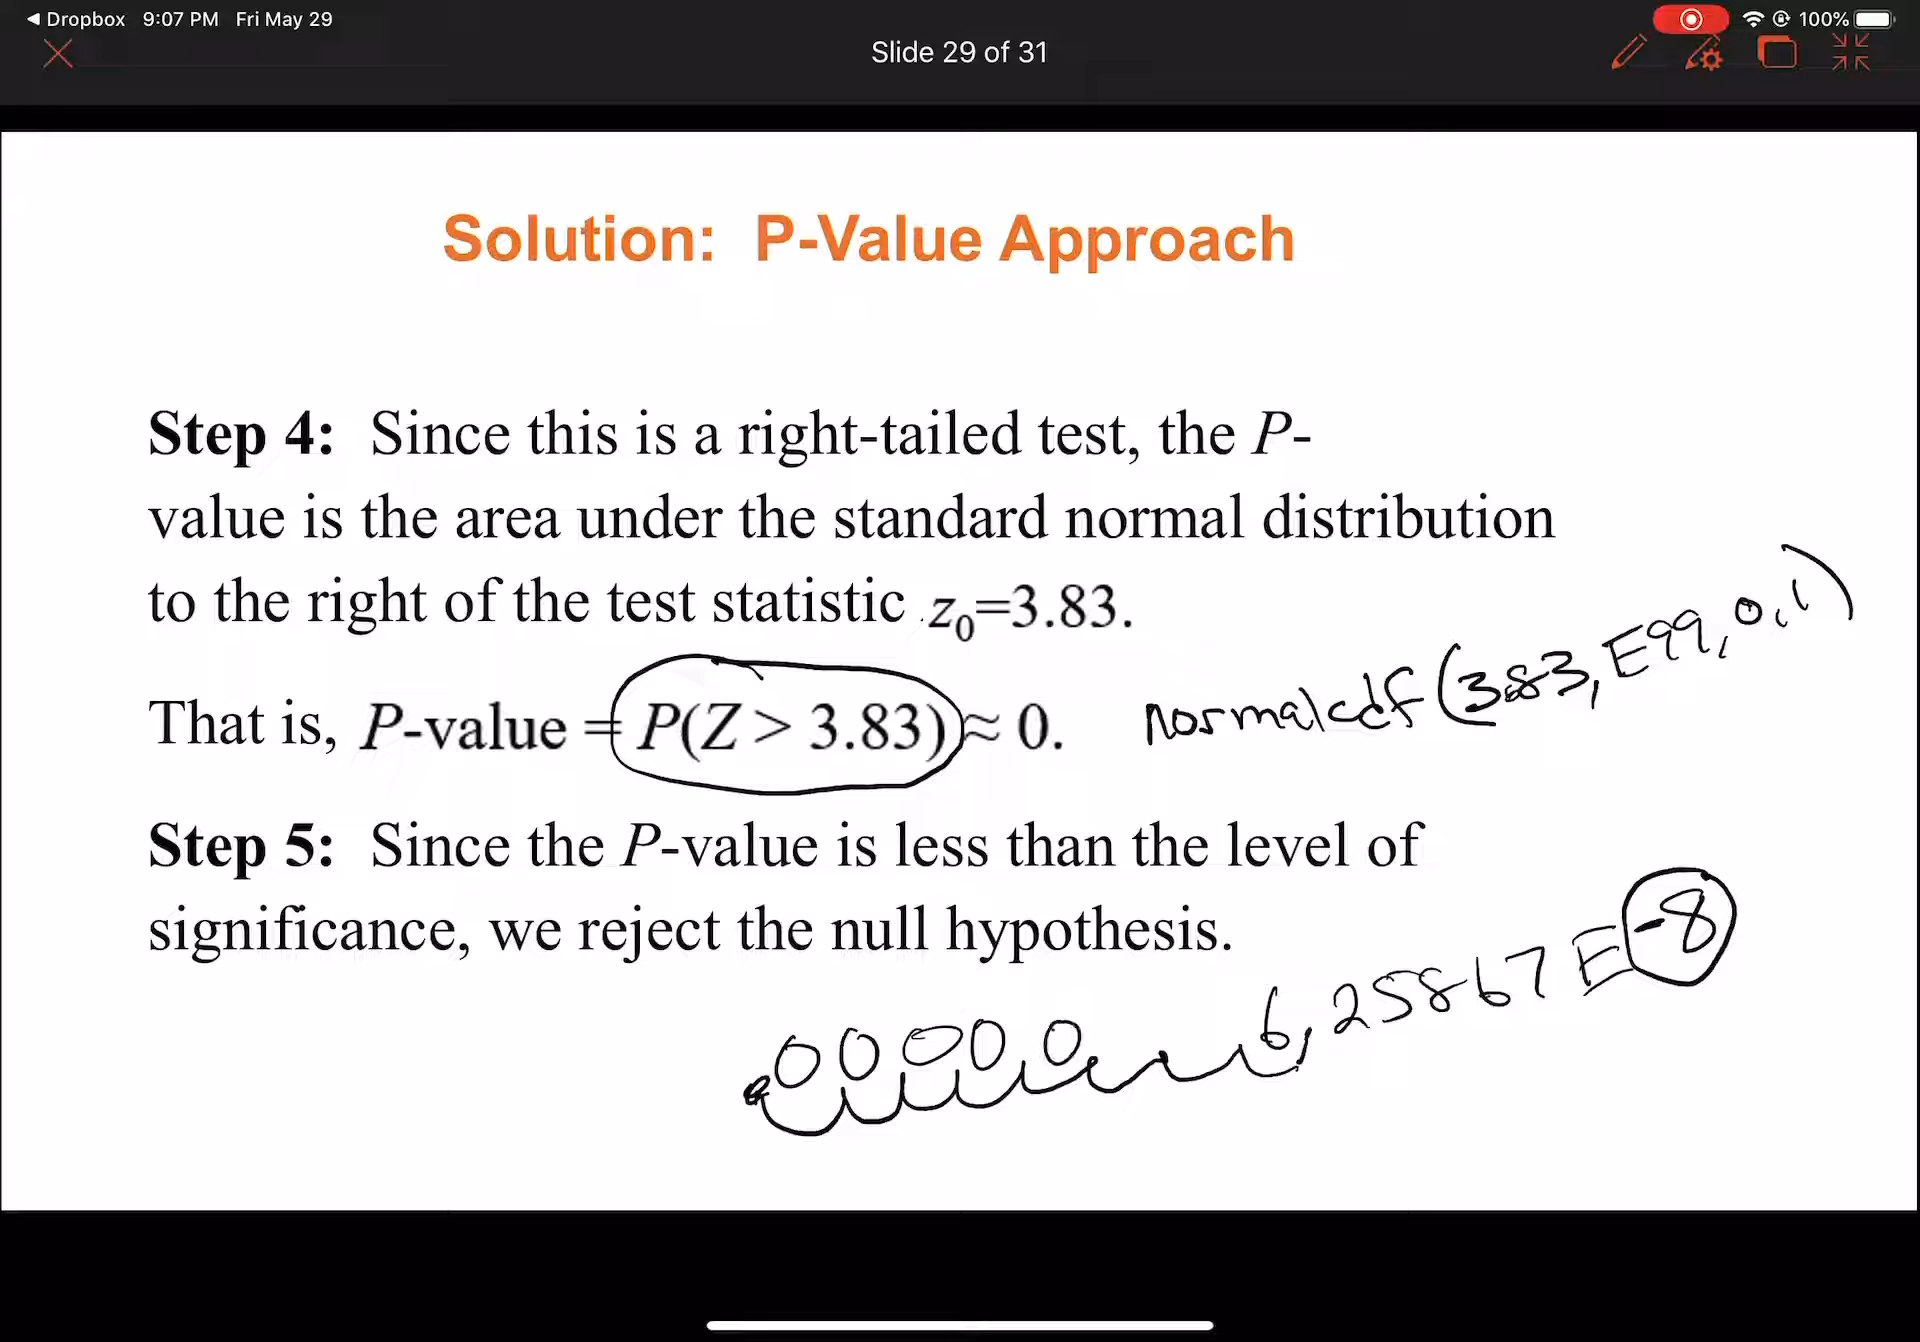 Dropbox 9:07 PM Fri May 29 100%
Slide 29 of 31
Solution: P-Value Approach
Step 4: Since this is a right-tailed test, the P-
value is the area under the standard normal distribution
to the right of the test statistic z₀=3.83.
That is, P-value = P(Z > 3.83) ≈ 0.
normalcdf(3.83, E99, 0, 1)
Step 5: Since the P-value is less than the level of
significance, we reject the null hypothesis.
6.25867 E -8
.00000